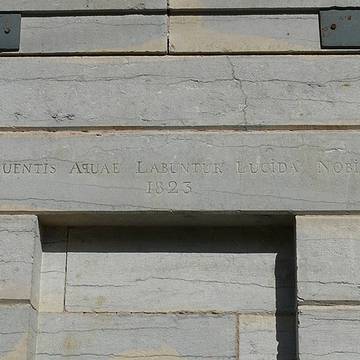 UENTIS AQUAE LABUNTUR LUCIDA NOBI
1823